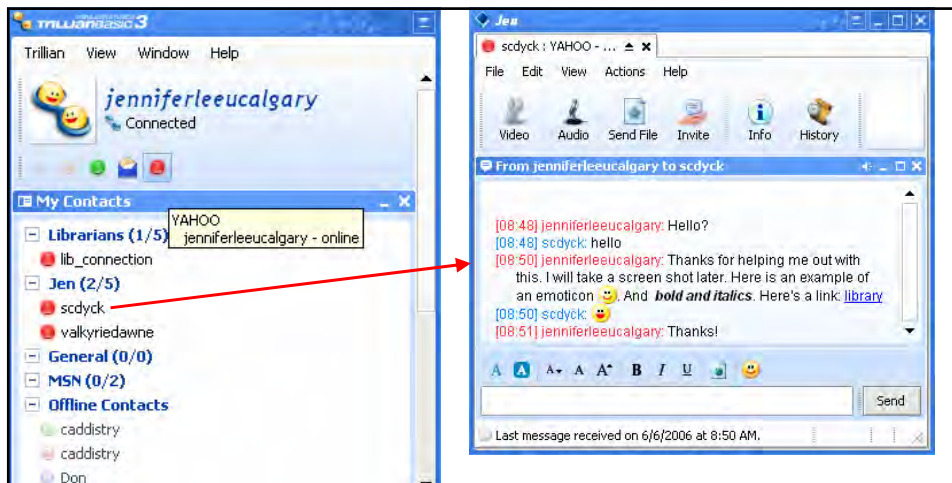 TRILLIANBASIC 3
Trillian View Window Help
jenniferleeucalgary
Connected
My Contacts
YAHOO
jenniferleeucalgary - online
Librarians (1/5)
lib_connection
Jen (2/5)
scdyck
valkyriedawne
General (0/0)
MSN (0/2)
Offline Contacts
caddistry
caddistry
Don
Jen
scdyck : YAHOO - ...
File Edit View Actions Help
Video Audio Send File Invite Info History
From jenniferleeucalgary to scdyck
[08:48] jenniferleeucalgary: Hello?
[08:48] scdyck: hello
[08:50] jenniferleeucalgary: Thanks for helping me out with
this. I will take a screen shot later. Here is an example of
an emoticon . And bold and italics. Here's a link: library
[08:50] scdyck:
[08:51] jenniferleeucalgary: Thanks!
A A A A A B I U
Send
Last message received on 6/6/2006 at 8:50 AM.